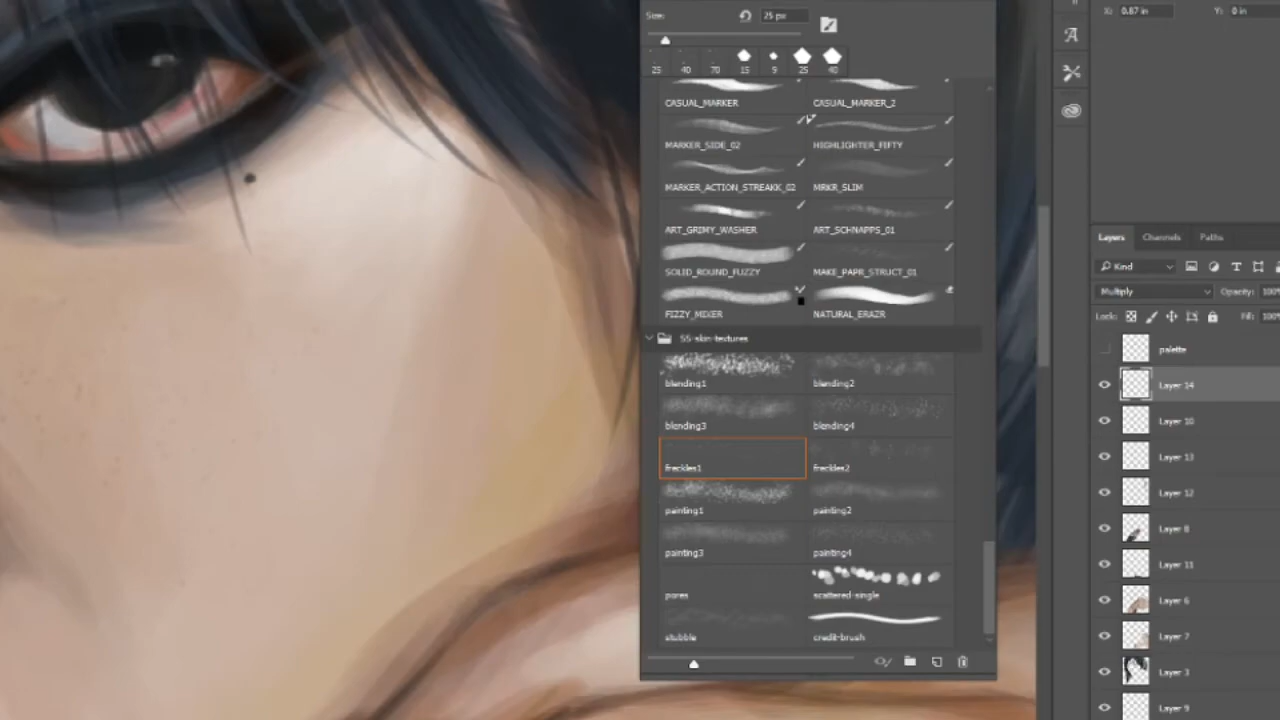 Size: 25 px
25 40 70 15 9 25 40
CASUAL_MARKER CASUAL_MARKER_2
MARKER_SIDE_02 HIGHLIGHTER_FIFTY
MARKER_ACTION_STREAKK_02 MRKR_SLIM
ART_GRIMY_WASHER ART_SCHNAPPS_01
SOLID_ROUND_FUZZY MAKE_PAPR_STRUCT_01
FIZZY_MIXER NATURAL_ERAZR
SS-skin-textures
blending1 blending2
blending3 blending4
freckles1 freckles2
painting1 painting2
painting3 painting4
pores scattered-single
stubble credit-brush
X: 0.87 in Y: 0 in
Layers Channels Paths
Kind
Multiply Opacity: 100%
Lock: Fill: 100%
palette
Layer 14
Layer 10
Layer 13
Layer 12
Layer 8
Layer 11
Layer 6
Layer 7
Layer 3
Layer 9